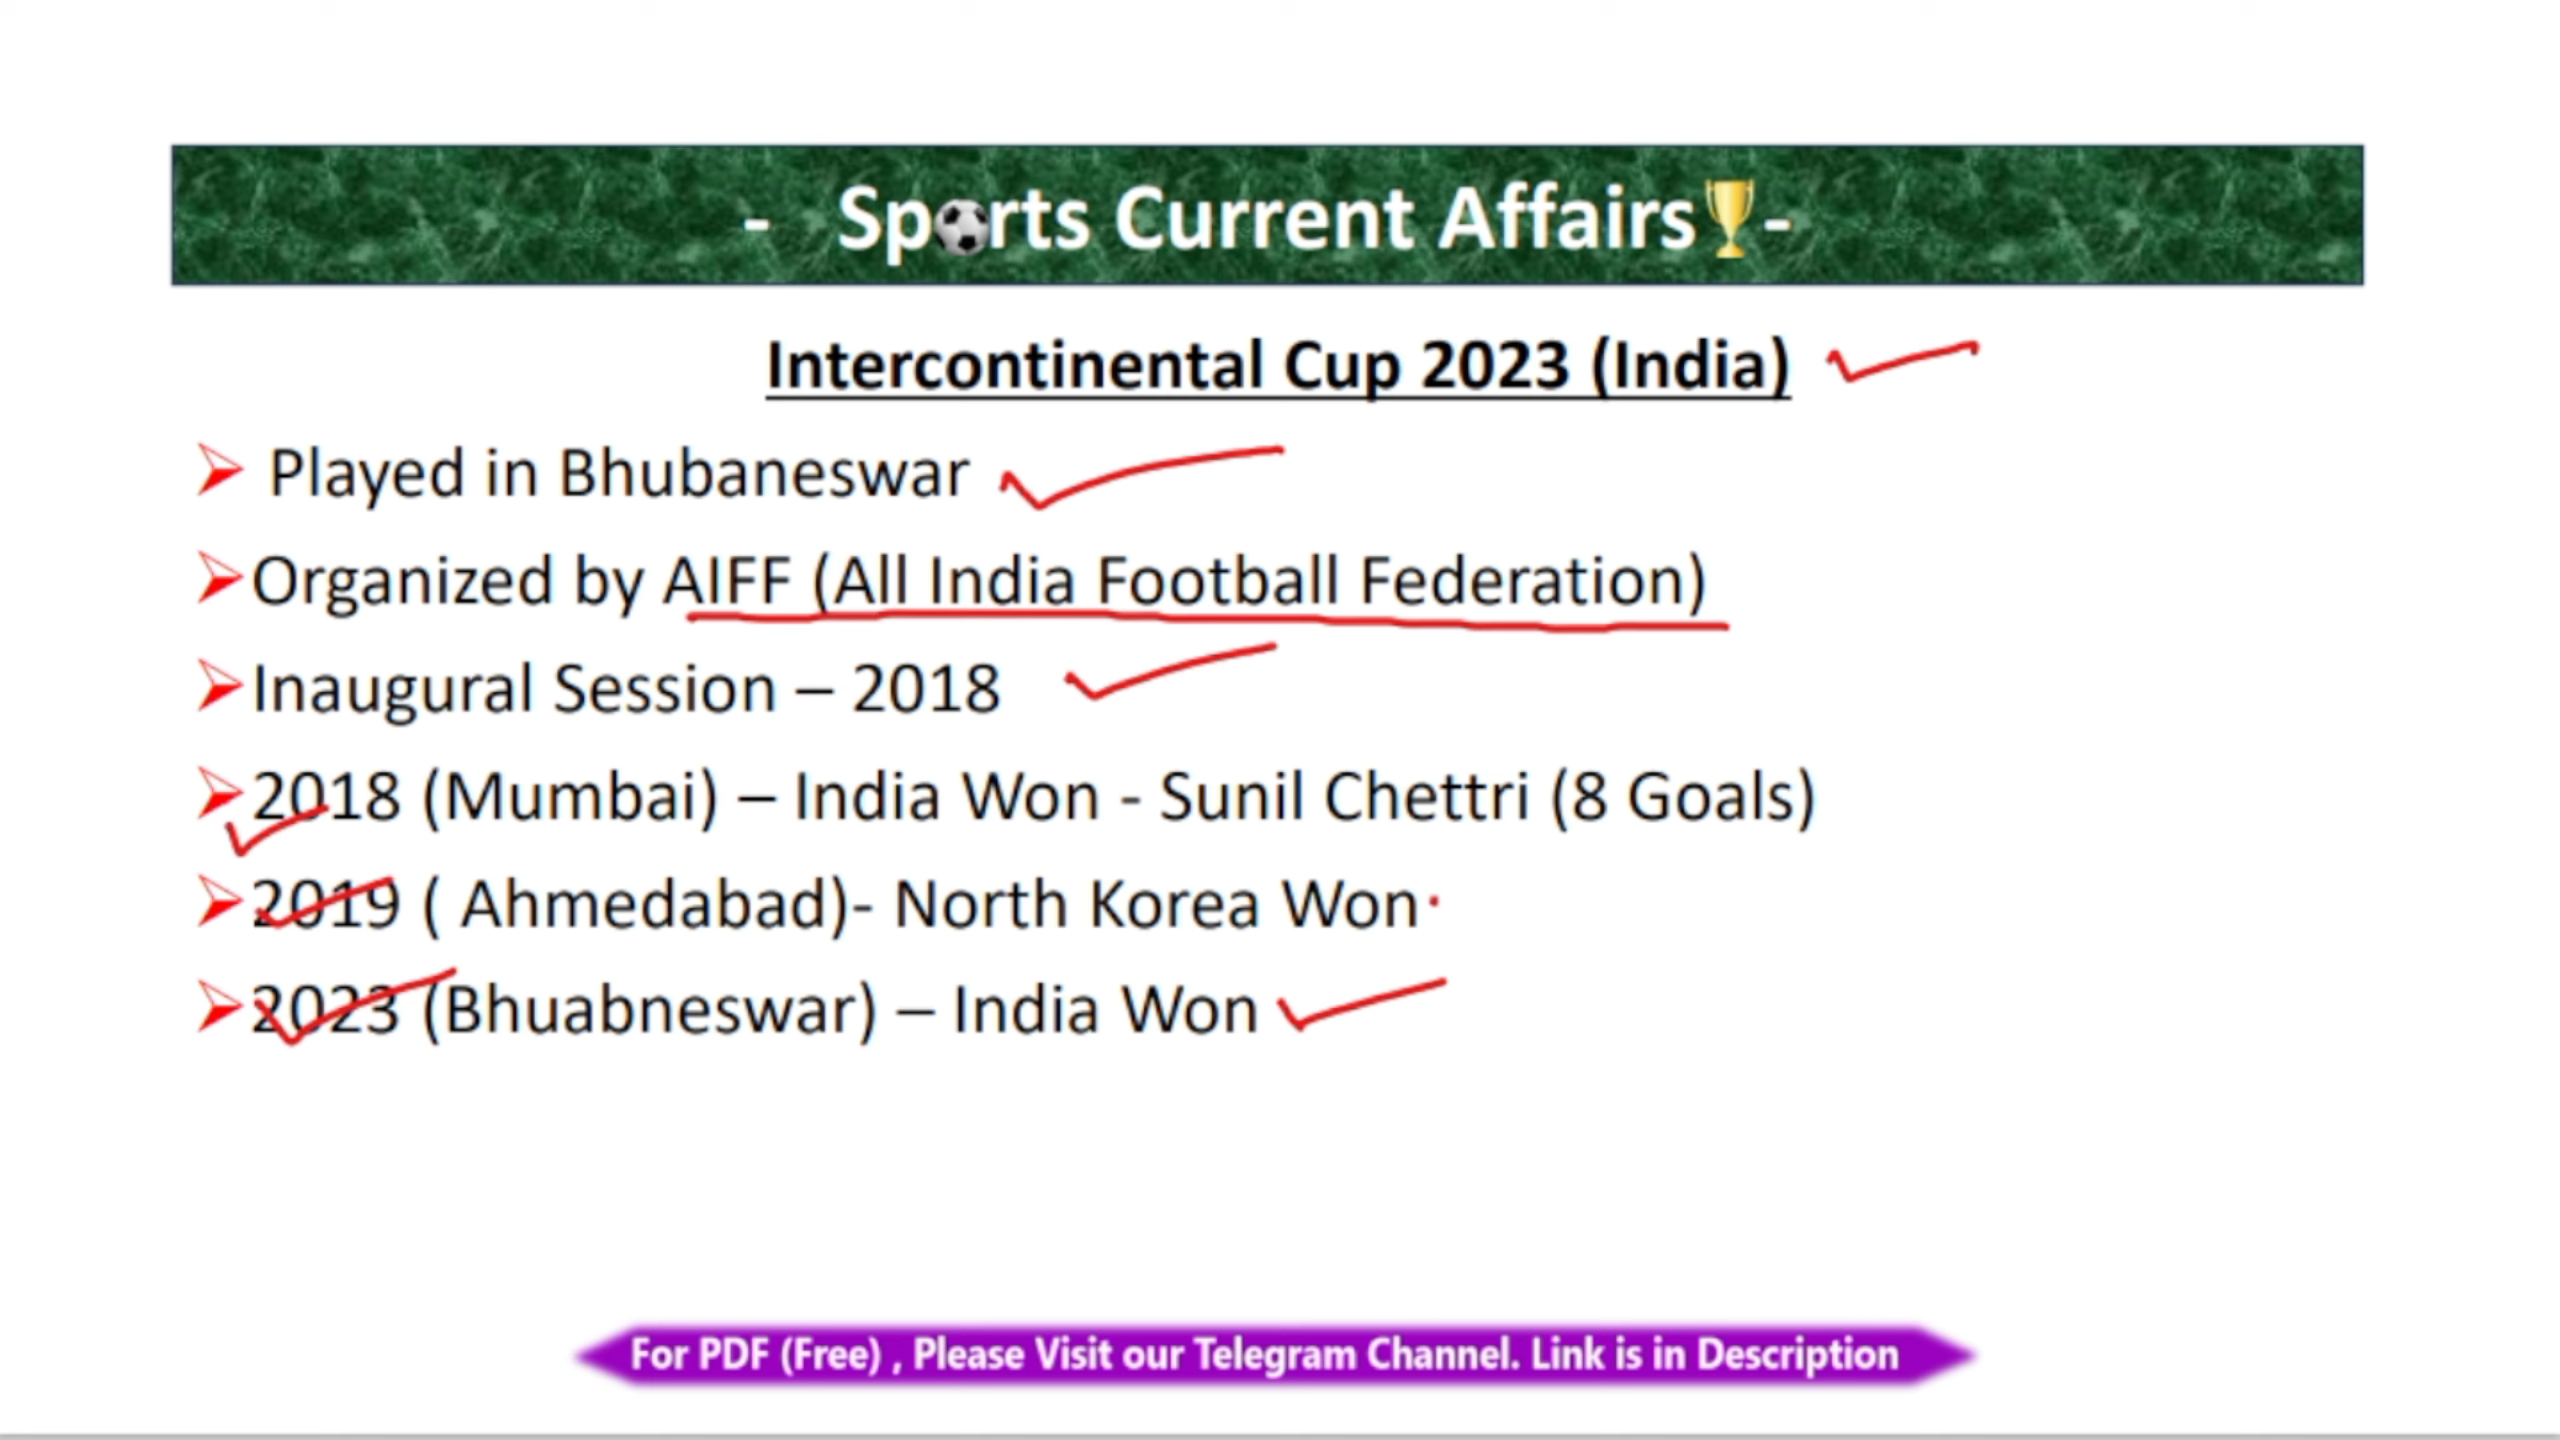 - Sports Current Affairs🏆-
Intercontinental Cup 2023 (India)
Played in Bhubaneswar
Organized by AIFF (All India Football Federation)
Inaugural Session – 2018
2018 (Mumbai) – India Won - Sunil Chettri (8 Goals)
2019 ( Ahmedabad)- North Korea Won
2023 (Bhuabneswar) – India Won
For PDF (Free) , Please Visit our Telegram Channel. Link is in Description